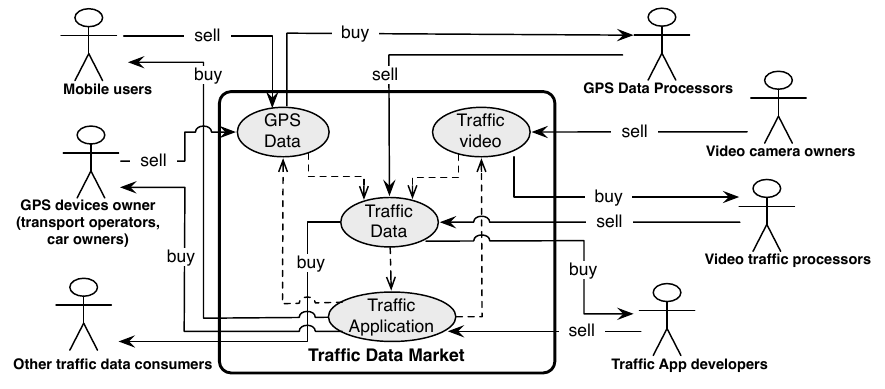 sell
buy
buy
sell
Mobile users
GPS Data Processors
GPS
Data
Traffic
video
sell
Video camera owners
sell
GPS devices owner
(transport operators,
car owners)
buy
sell
Traffic
Data
Video traffic processors
buy
buy
buy
Traffic
Application
sell
Traffic Data Market
Other traffic data consumers
Traffic App developers